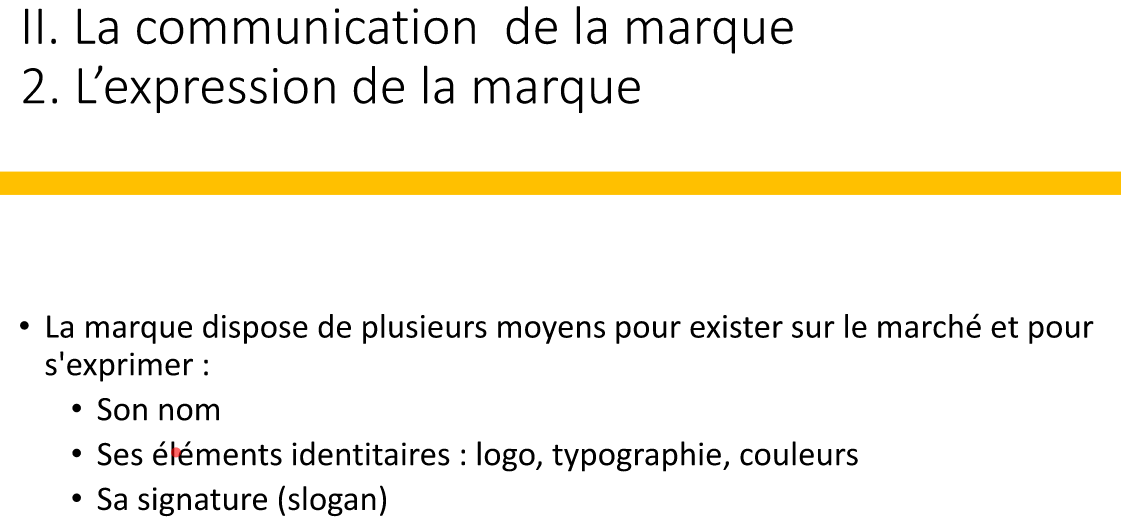 II. La communication  de la marque
2. L’expression de la marque
• La marque dispose de plusieurs moyens pour exister sur le marché et pour
s'exprimer :
• Son nom
• Ses éléments identitaires : logo, typographie, couleurs
• Sa signature (slogan)